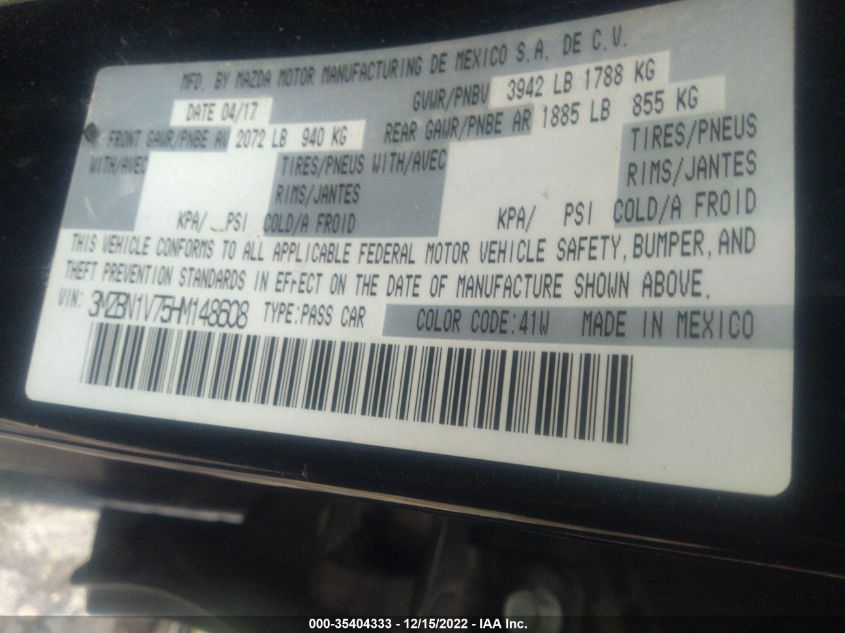 MFD. BY MAZDA MOTOR MANUFACTURING DE MEXICO S.A. DE C.V.
DATE 04/17 GVWR/PNBV 3942 LB 1788 KG
FRONT GAWR/PNBE AV 2072 LB 940 KG REAR GAWR/PNBE AR 1885 LB 855 KG
WITH/AVEC TIRES/PNEUS WITH/AVEC TIRES/PNEUS
RIMS/JANTES RIMS/JANTES
KPA/ PSI COLD/A FROID KPA/ PSI COLD/A FROID
THIS VEHICLE CONFORMS TO ALL APPLICABLE FEDERAL MOTOR VEHICLE SAFETY, BUMPER, AND
THEFT PREVENTION STANDARDS IN EFFECT ON THE DATE OF MANUFACTURE SHOWN ABOVE.
VIN: 3MZBN1V75HM148608 TYPE:PASS CAR COLOR CODE:41W MADE IN MEXICO
000-35404333 - 12/15/2022 - IAA Inc.